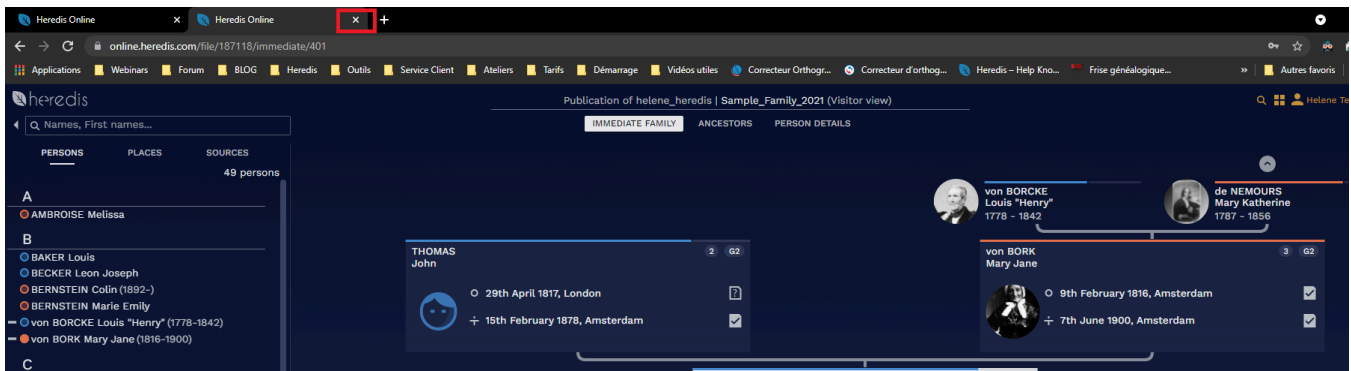 Heredis Online
Heredis Online
online.heredis.com/file/187118/immediate/401
Applications Webinars Forum BLOG Heredis Outils Service Client Ateliers Tarifs Démarrage Vidéos utiles Correcteur Orthogr... Correcteur d'orthog... Heredis – Help Kno... Frise généalogique... » Autres favoris
heredis
Publication of helene_heredis | Sample_Family_2021 (Visitor view)
Helene Te
Names, First names...
IMMEDIATE FAMILY ANCESTORS PERSON DETAILS
PERSONS PLACES SOURCES
49 persons
A
AMBROISE Melissa
B
BAKER Louis
BECKER Leon Joseph
BERNSTEIN Colin (1892-)
BERNSTEIN Marie Emily
von BORCKE Louis "Henry" (1778-1842)
von BORK Mary Jane (1816-1900)
C
von BORCKE
Louis "Henry"
1778 - 1842
de NEMOURS
Mary Katherine
1787 - 1856
THOMAS 2 G2
John
29th April 1817, London
15th February 1878, Amsterdam
von BORK 3 G2
Mary Jane
9th February 1816, Amsterdam
7th June 1900, Amsterdam